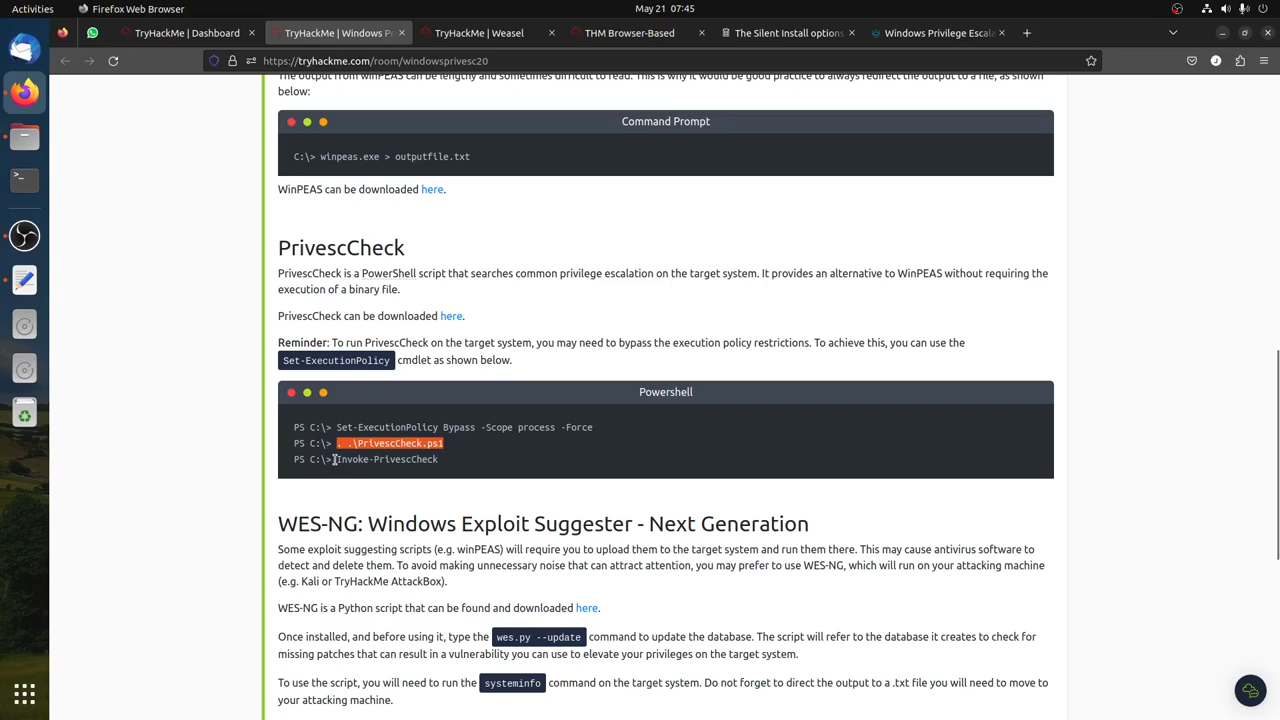 Activities
Firefox Web Browser
May 21 07:45
TryHackMe | Dashboard
TryHackMe | Windows Pr
TryHackMe | Weasel
THM Browser-Based
The Silent Install options
Windows Privilege Escala
https://tryhackme.com/room/windowsprivesc20
The output from winPEAS can be lengthy and sometimes difficult to read. This is why it would be good practice to always redirect the output to a file, as shown
below:
Command Prompt
C:\> winpeas.exe > outputfile.txt
WinPEAS can be downloaded here.
PrivescCheck
PrivescCheck is a PowerShell script that searches common privilege escalation on the target system. It provides an alternative to WinPEAS without requiring the
execution of a binary file.
PrivescCheck can be downloaded here.
Reminder: To run PrivescCheck on the target system, you may need to bypass the execution policy restrictions. To achieve this, you can use the
Set-ExecutionPolicy cmdlet as shown below.
Powershell
PS C:\> Set-ExecutionPolicy Bypass -Scope process -Force
PS C:\> . .\PrivescCheck.ps1
PS C:\> Invoke-PrivescCheck
WES-NG: Windows Exploit Suggester - Next Generation
Some exploit suggesting scripts (e.g. winPEAS) will require you to upload them to the target system and run them there. This may cause antivirus software to
detect and delete them. To avoid making unnecessary noise that can attract attention, you may prefer to use WES-NG, which will run on your attacking machine
(e.g. Kali or TryHackMe AttackBox).
WES-NG is a Python script that can be found and downloaded here.
Once installed, and before using it, type the wes.py --update command to update the database. The script will refer to the database it creates to check for
missing patches that can result in a vulnerability you can use to elevate your privileges on the target system.
To use the script, you will need to run the systeminfo command on the target system. Do not forget to direct the output to a .txt file you will need to move to
your attacking machine.